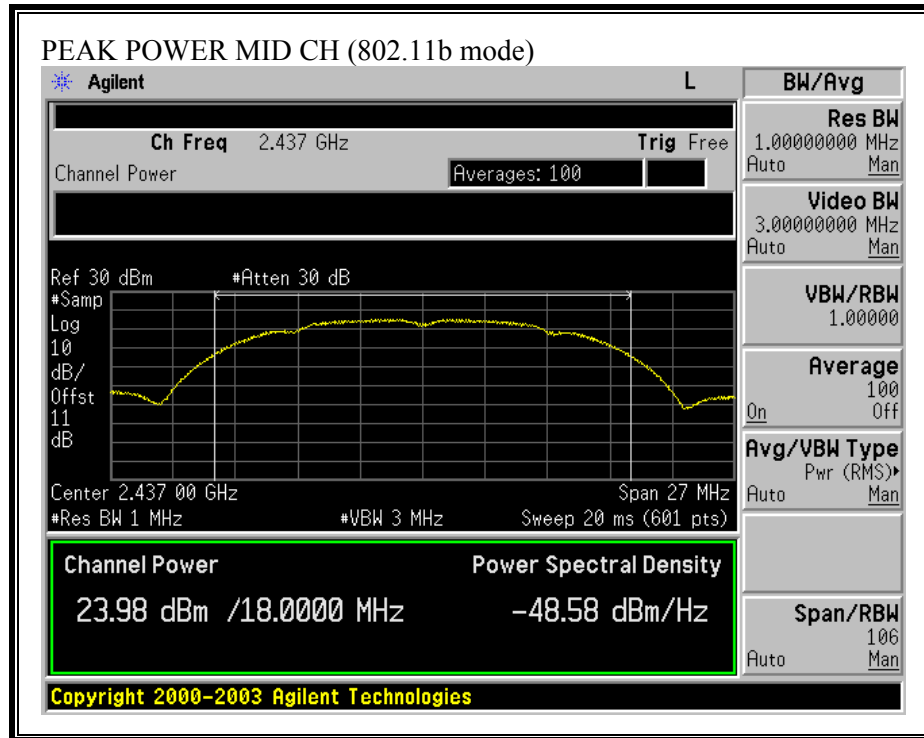 PEAK POWER MID CH (802.11b mode)
Agilent L
Ch Freq 2.437 GHz Trig Free
Channel Power Averages: 100
Ref 30 dBm #Atten 30 dB
#Samp
Log
10
dB/
Offst
11
dB
Center 2.437 00 GHz Span 27 MHz
#Res BW 1 MHz #VBW 3 MHz Sweep 20 ms (601 pts)
Channel Power Power Spectral Density
23.98 dBm /18.0000 MHz -48.58 dBm/Hz
BW/Avg
Res BW
1.00000000 MHz
Auto Man
Video BW
3.00000000 MHz
Auto Man
VBW/RBW
1.00000
Average
100
On Off
Avg/VBW Type
Pwr (RMS)▸
Auto Man
Span/RBW
106
Auto Man
Copyright 2000-2003 Agilent Technologies